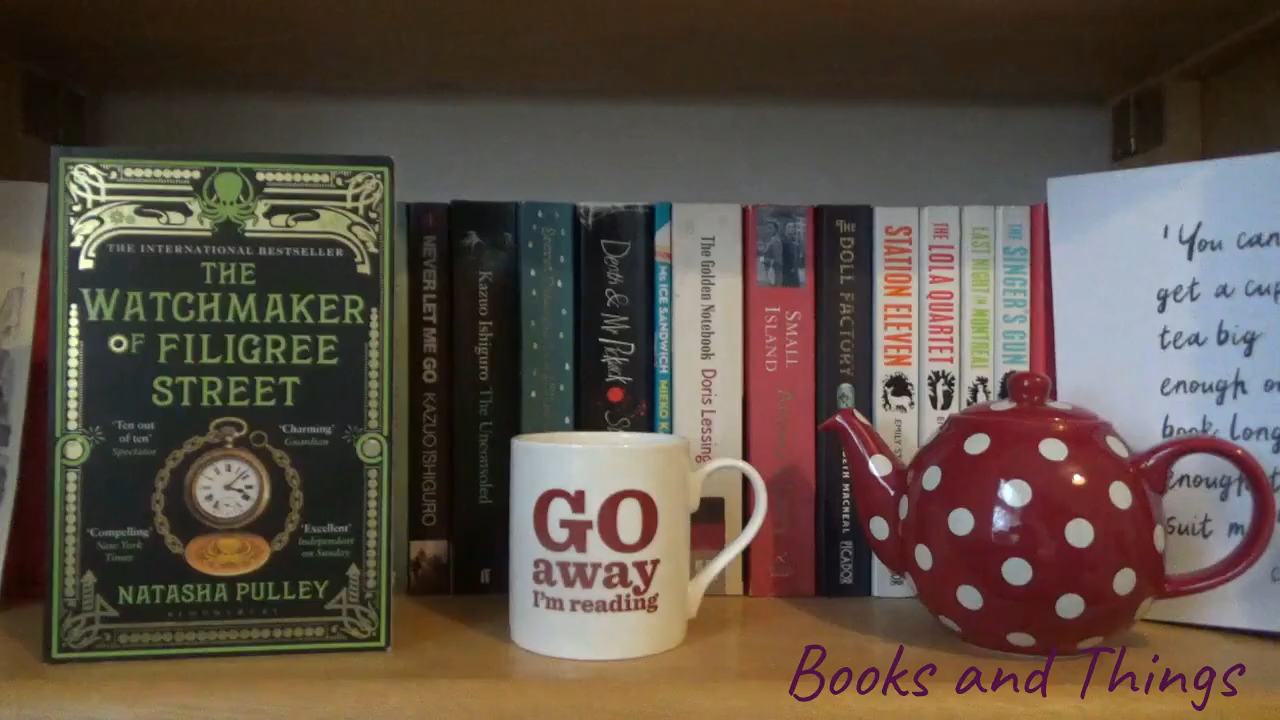 THE INTERNATIONAL BESTSELLER
THE
WATCHMAKER
OF FILIGREE
STREET
'Ten out
of ten'
Spectator
'Charming'
Guardian
'Compelling'
New York
Times
'Excellent'
Independent
on Sunday
NATASHA PULLEY
BLOOMSBURY
NEVER LET ME GO KAZUO ISHIGURO
Kazuo Ishiguro The Unconsoled
ff
Death & Mr Pickwick
Ms ICE SANDWICH MIEKO K
The Golden Notebook Doris Lessing
SMALL
ISLAND
THE DOLL FACTORY
MACNEAL PICADOR
STATION ELEVEN
EMILY ST
THE LOLA QUARTET
LAST NIGHT IN MONTREAL
THE SINGER'S GUN
GO
away
I'm reading
'You can
get a cup
tea big
enough or
book long
enough t
suit m
Books and Things